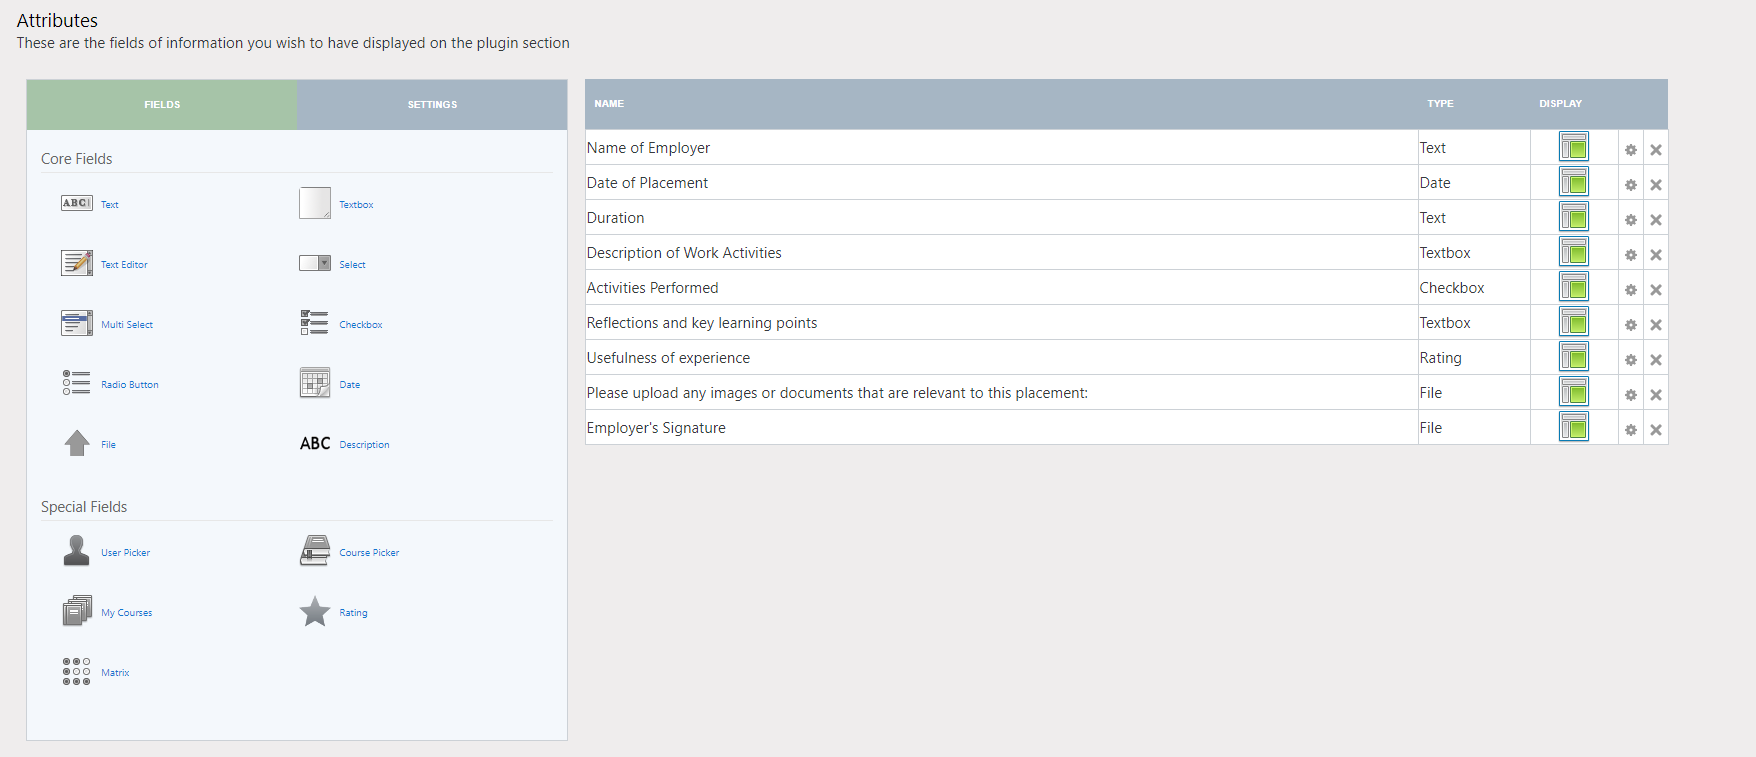 Attributes
These are the fields of information you wish to have displayed on the plugin section
FIELDS SETTINGS
Core Fields
ABC Text Textbox
Text Editor Select
Multi Select Checkbox
Radio Button Date
File ABC Description
Special Fields
User Picker Course Picker
My Courses Rating
Matrix
NAME TYPE DISPLAY
Name of Employer Text
Date of Placement Date
Duration Text
Description of Work Activities Textbox
Activities Performed Checkbox
Reflections and key learning points Textbox
Usefulness of experience Rating
Please upload any images or documents that are relevant to this placement: File
Employer's Signature File